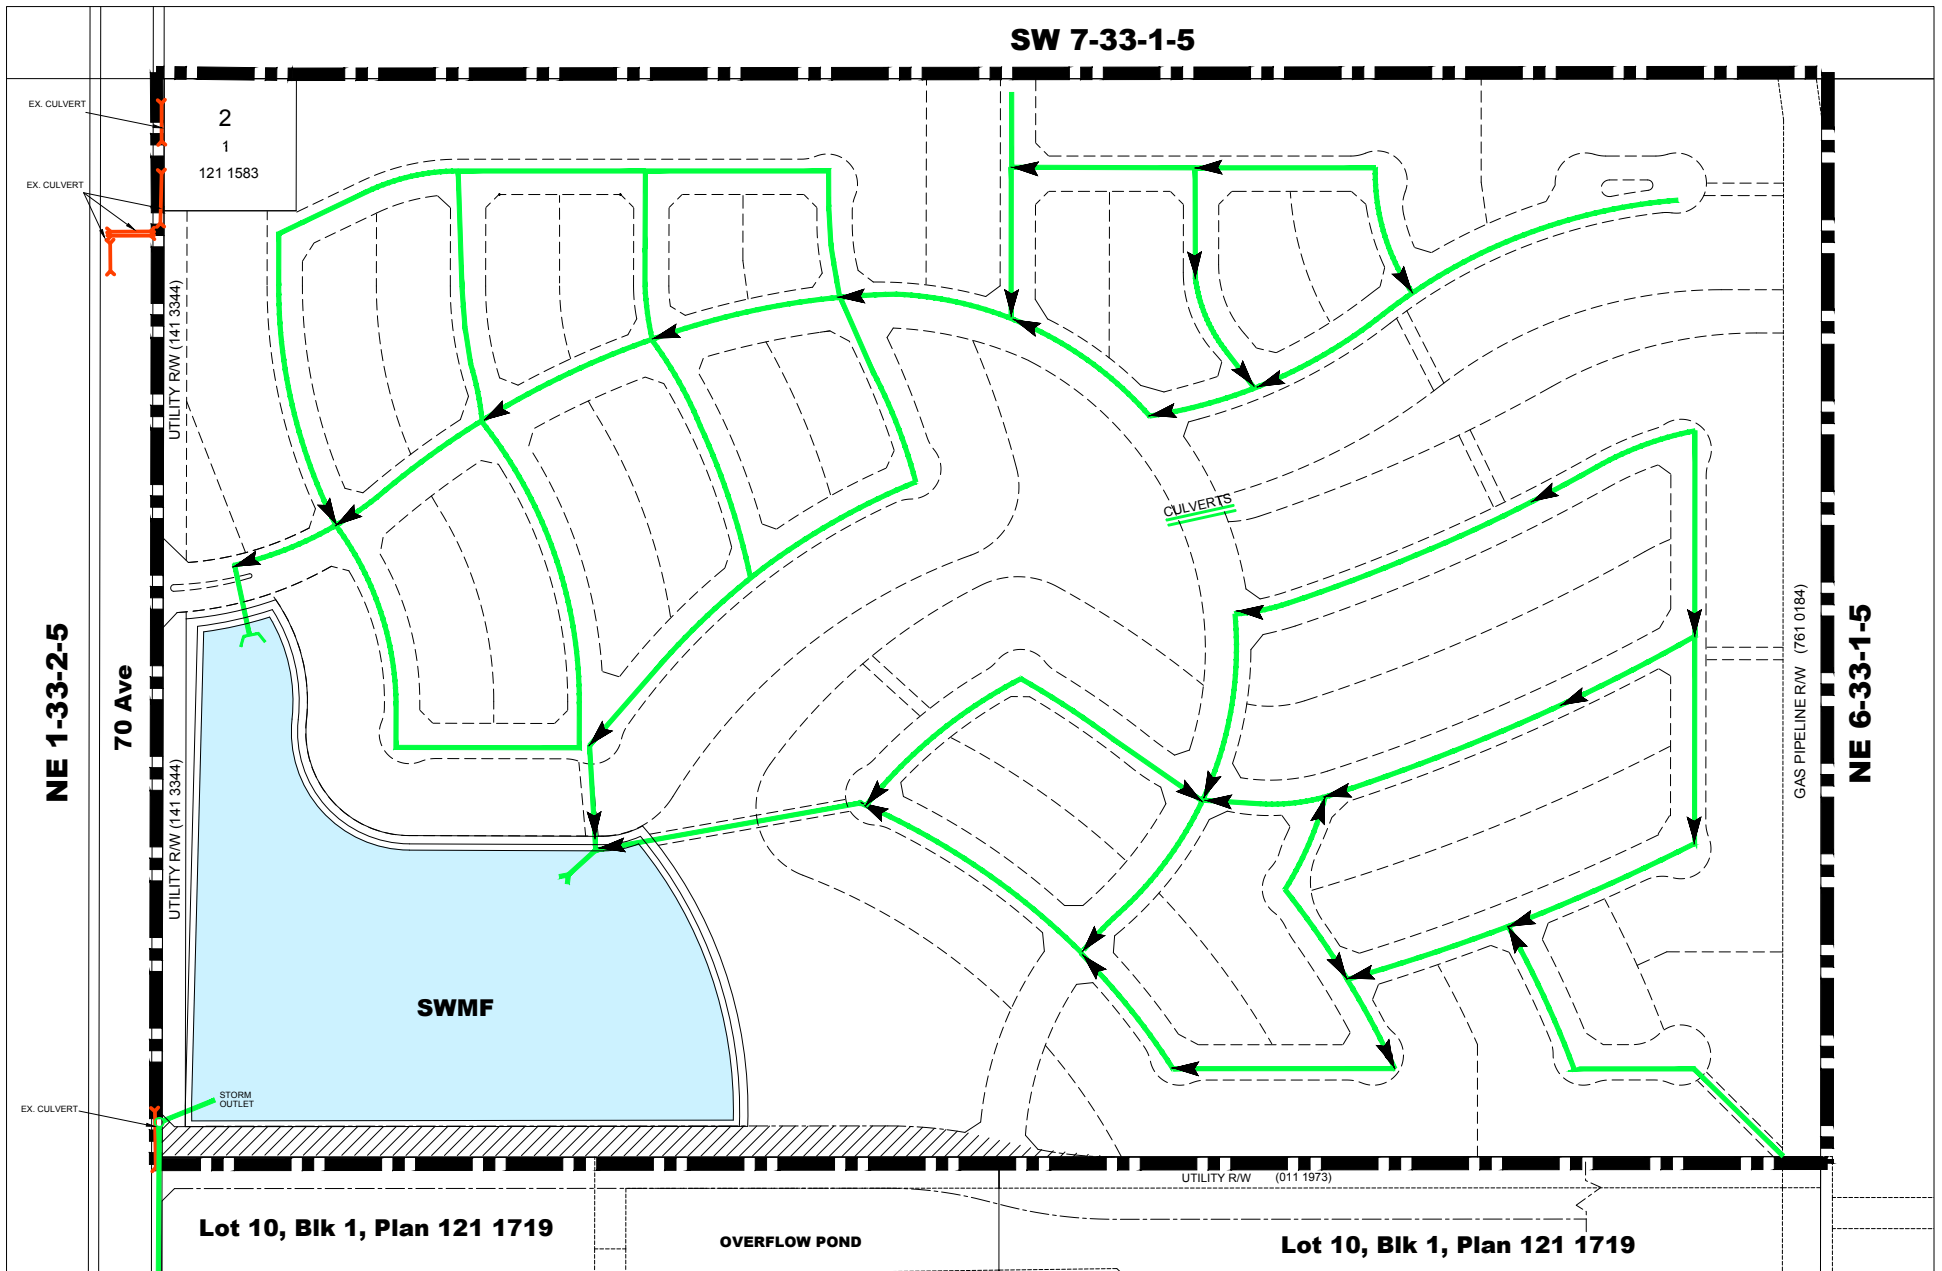 SW 7-33-1-5
EX. CULVERT
2
1
121 1583
EX. CULVERT
UTILITY R/W (141 3344)
CULVERTS
NE 1-33-2-5
70 Ave
UTILITY R/W (141 3344)
GAS PIPELINE R/W (761 0184)
NE 6-33-1-5
SWMF
STORM
OUTLET
EX. CULVERT
UTILITY R/W (011 1973)
Lot 10, Blk 1, Plan 121 1719
OVERFLOW POND
Lot 10, Blk 1, Plan 121 1719